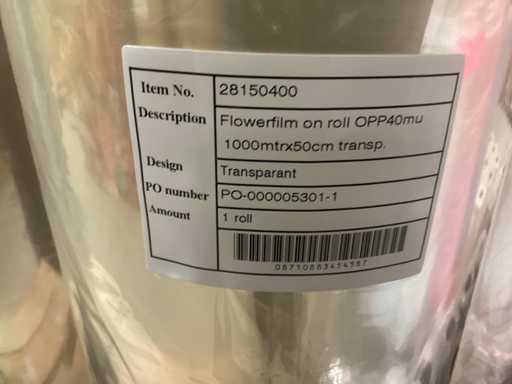 Item No. 28150400
Description Flowerfilm on roll OPP40mu
1000mtrx50cm transp.
Design Transparant
PO number PO-000005301-1
Amount 1 roll
08710883454587